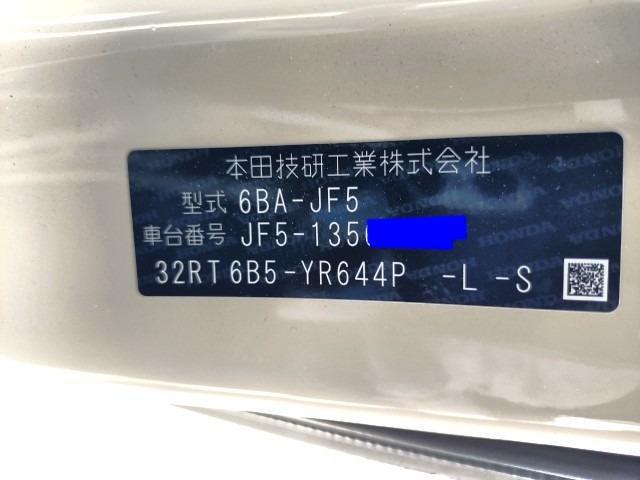 本田技研工業株式会社
型式 6BA-JF5
車台番号 JF5-135
32RT 6B5-YR644P -L -S